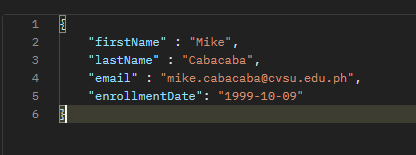 1 {
2 "firstName" : "Mike",
3 "lastName" : "Cabacaba",
4 "email" : "mike.cabacaba@cvsu.edu.ph",
5 "enrollmentDate": "1999-10-09"
6 }